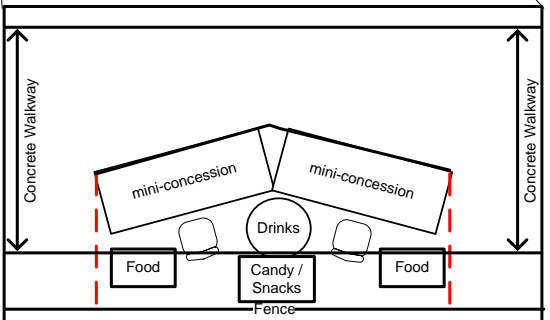 Concrete Walkway
Concrete Walkway
mini-concession
mini-concession
Drinks
Food
Candy /
Snacks
Food
Fence